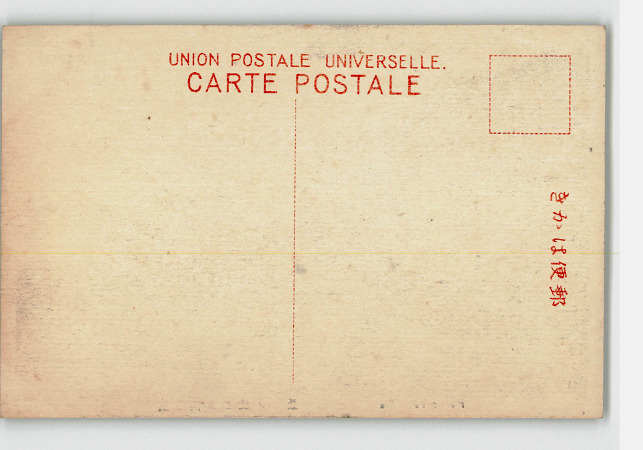 UNION POSTALE UNIVERSELLE.
CARTE POSTALE
郵便はかき